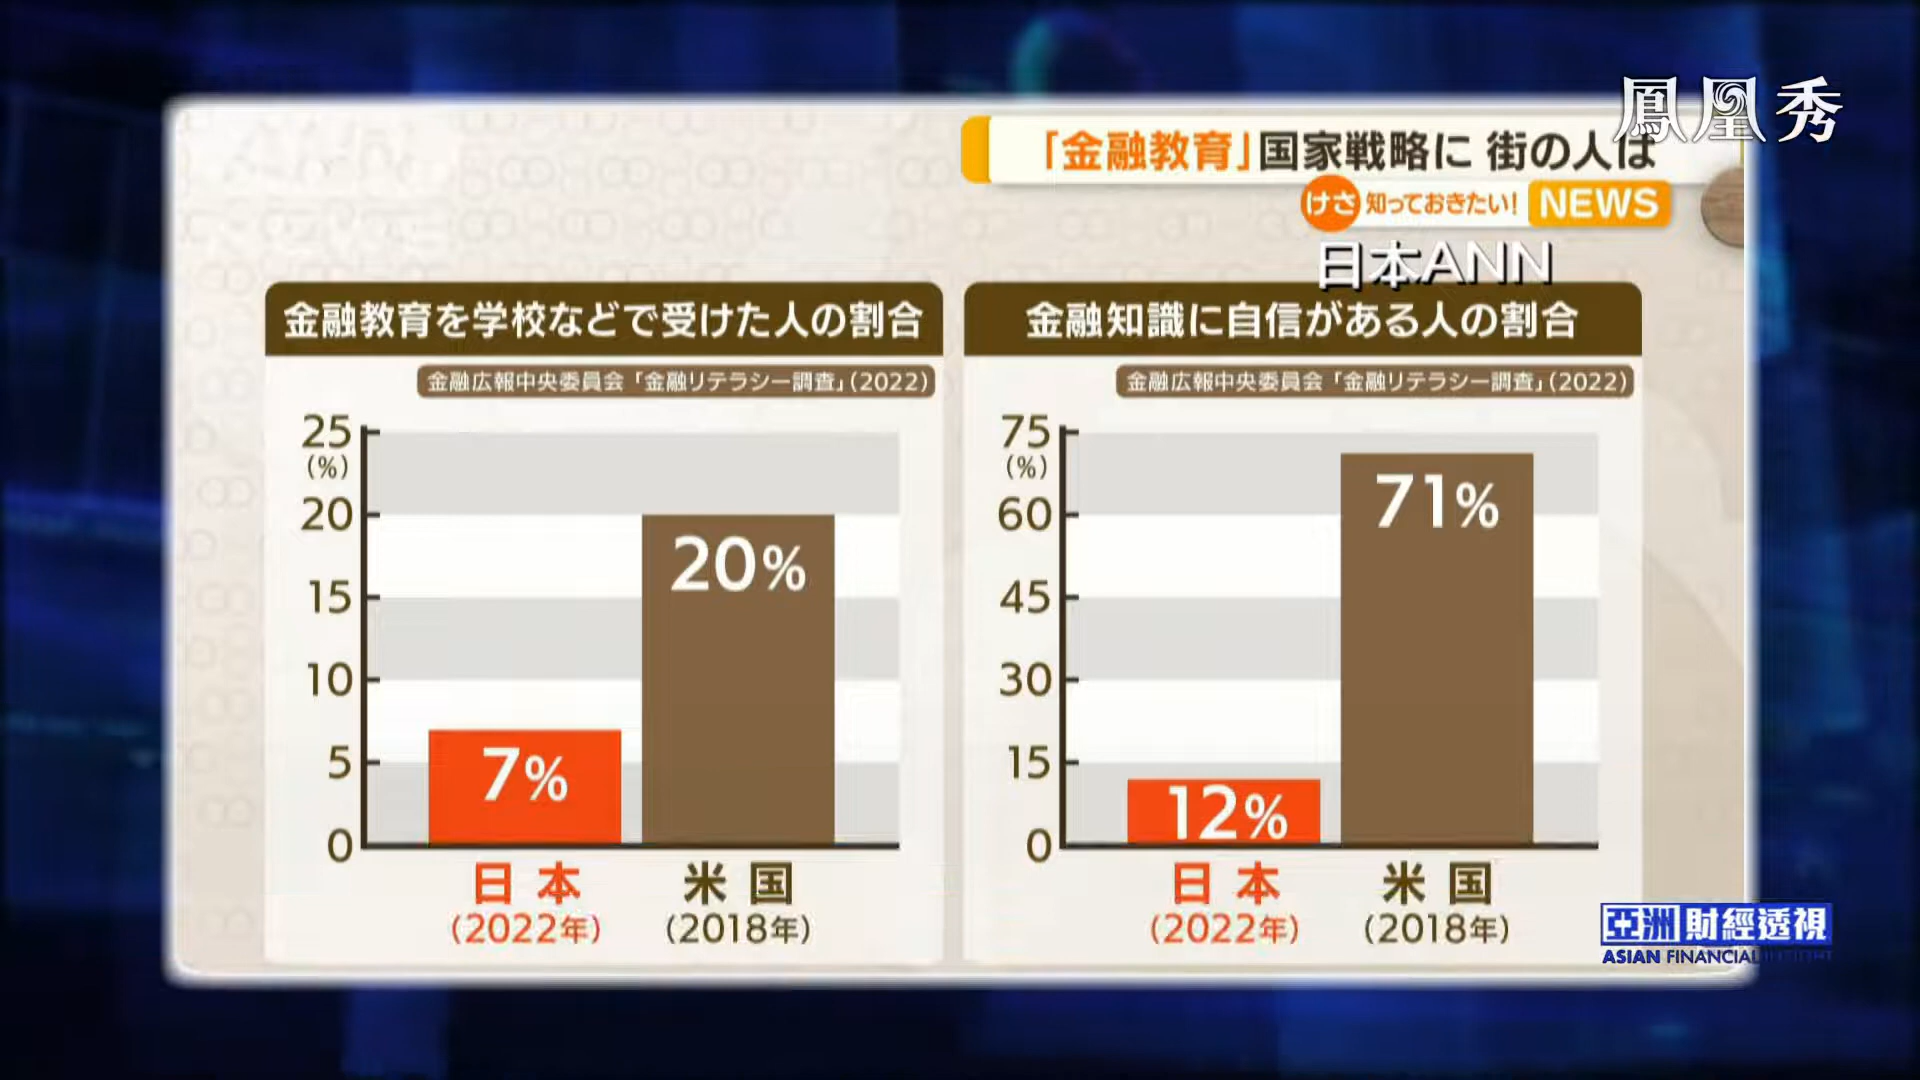 鳳凰秀
「金融教育」国家戦略に 街の人は
けさ 知っておきたい! NEWS
日本ANN
金融教育を学校などで受けた人の割合
金融広報中央委員会「金融リテラシー調査」(2022)
25
(%)
20
15
10
5
0
20%
7%
日本
(2022年)
米国
(2018年)
金融知識に自信がある人の割合
金融広報中央委員会「金融リテラシー調査」(2022)
75
(%)
60
45
30
15
0
71%
12%
日本
(2022年)
米国
(2018年)
亞洲財經透視
ASIAN FINANCIAL